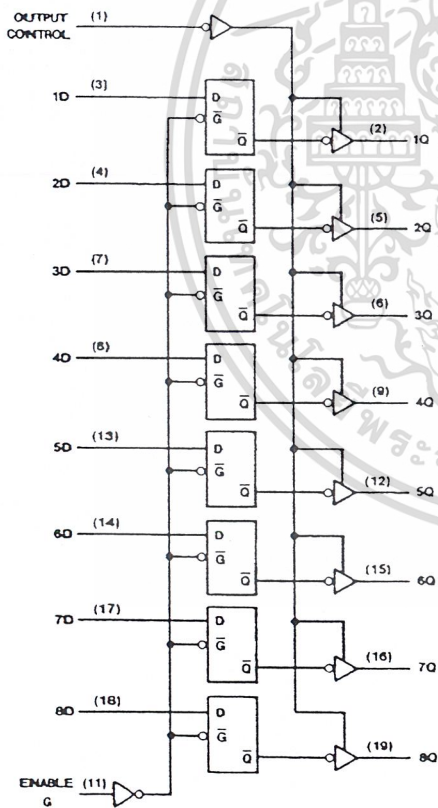 OUTPUT
CONTROL (1)
1D (3) D G̅ Q̅ (2) 1Q
2D (4) D G̅ Q̅ (5) 2Q
3D (7) D G̅ Q̅ (6) 3Q
4D (8) D G̅ Q̅ (9) 4Q
5D (13) D G̅ Q̅ (12) 5Q
6D (14) D G̅ Q̅ (15) 6Q
7D (17) D G̅ Q̅ (16) 7Q
8D (18) D G̅ Q̅ (19) 8Q
ENABLE (11)
G